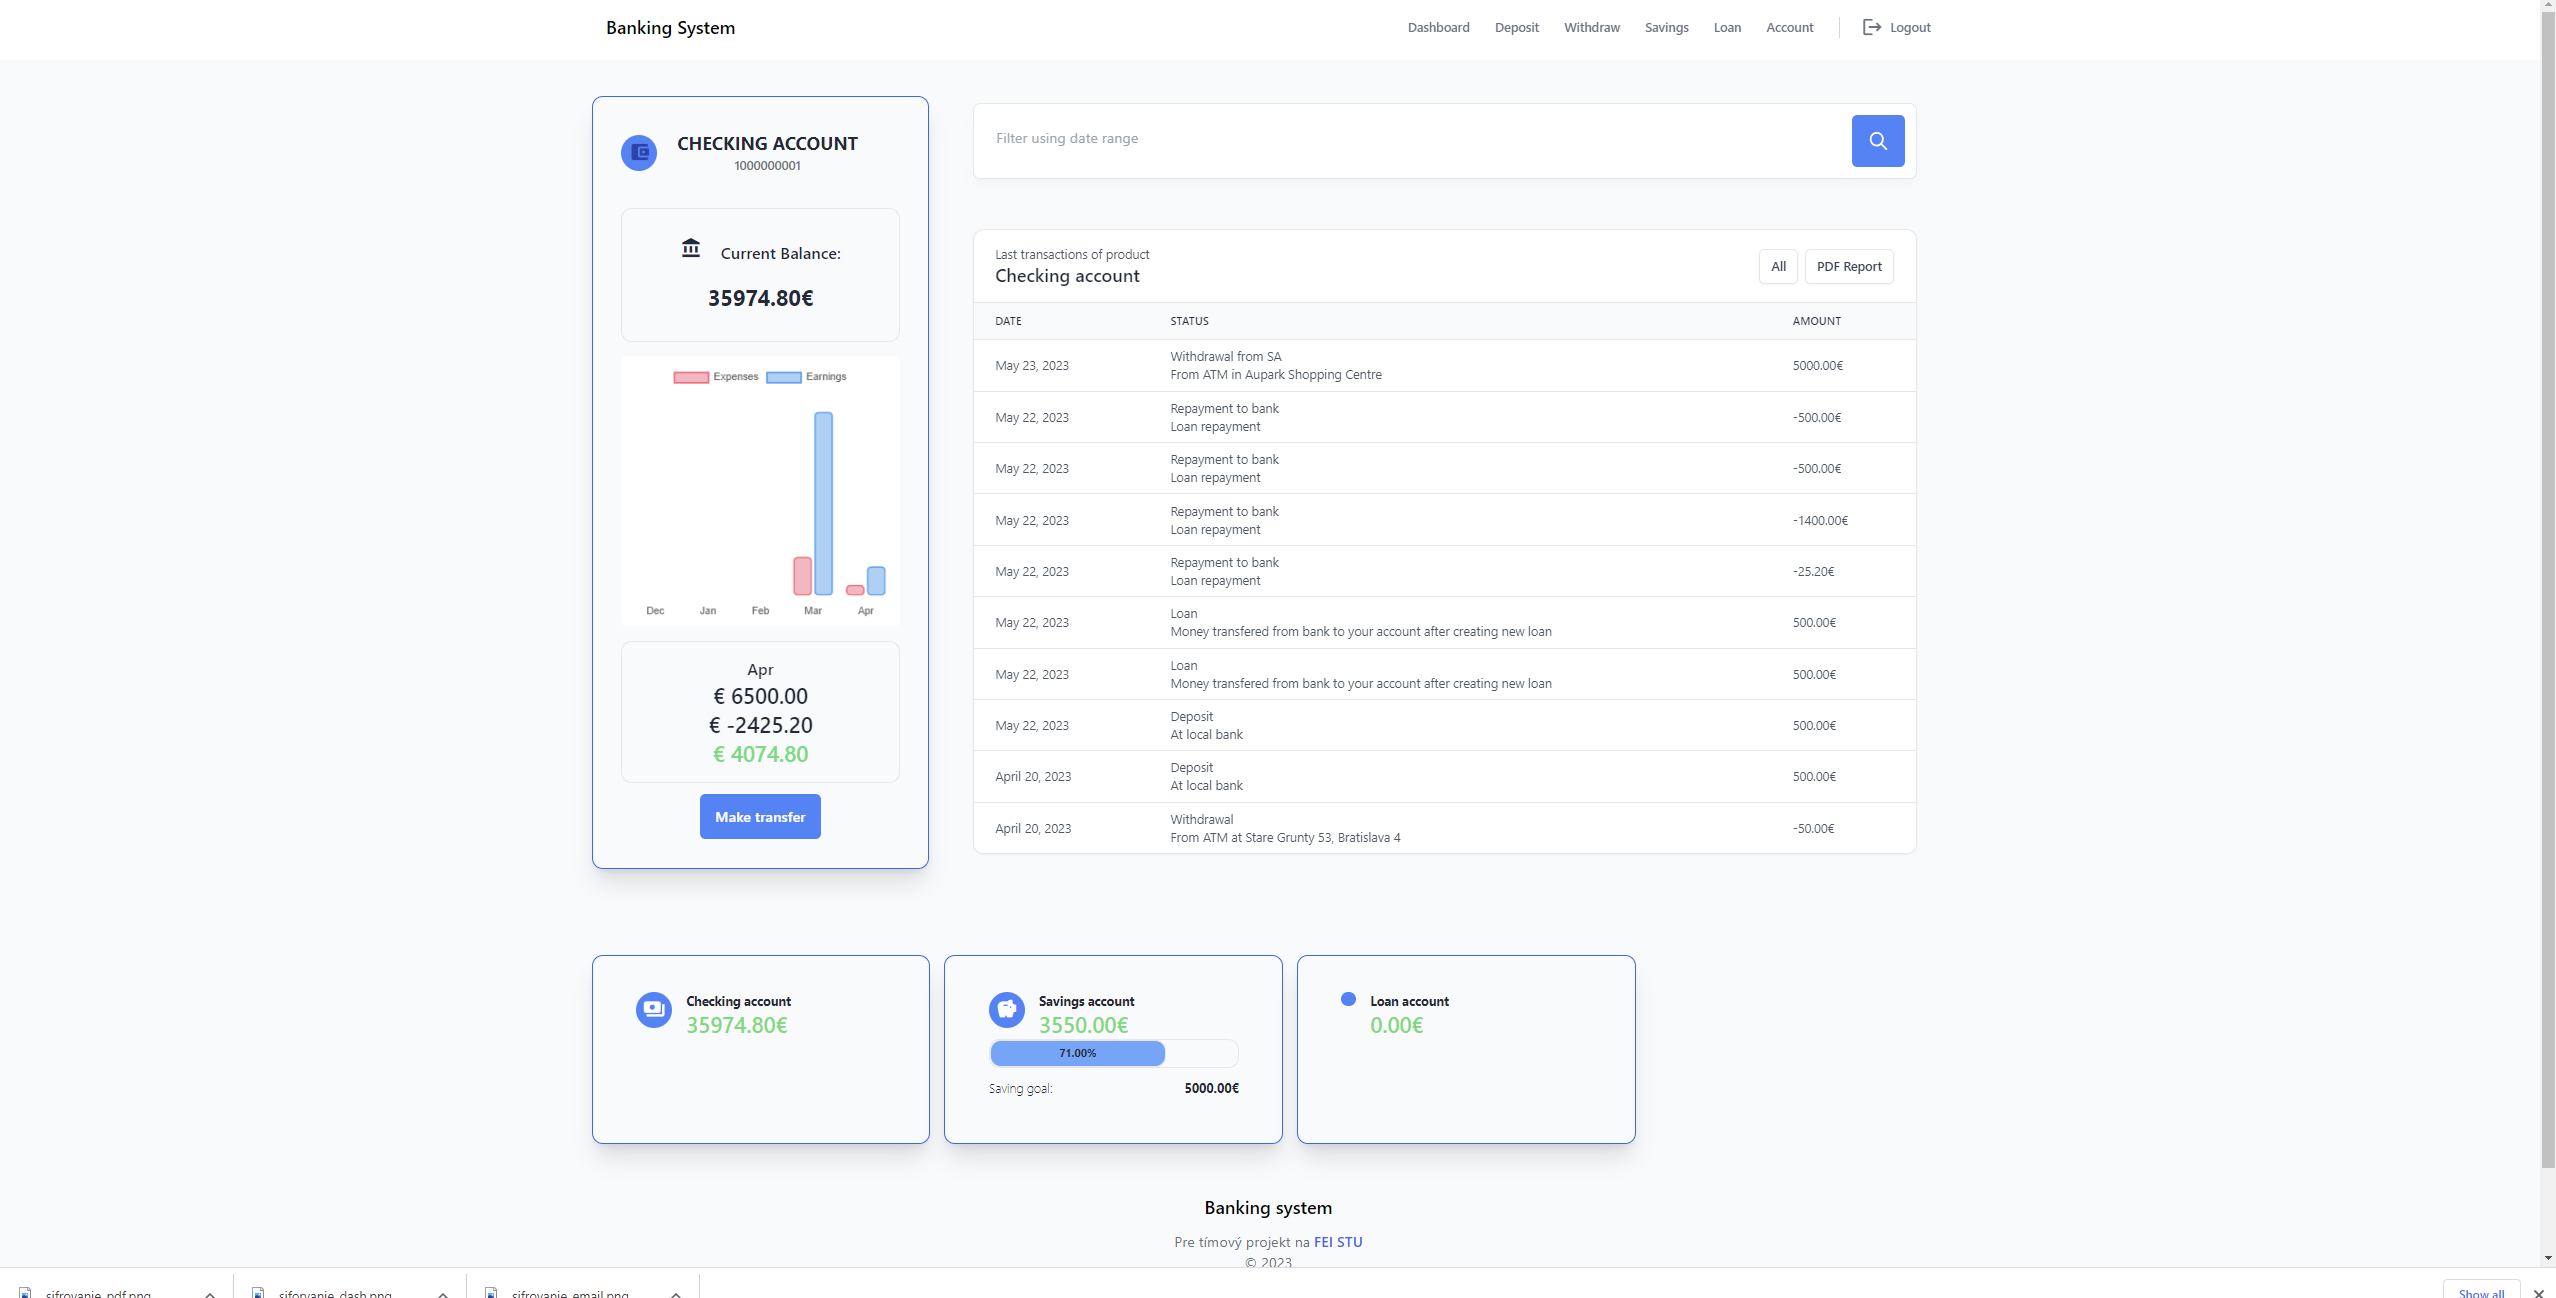 Banking System
Dashboard Deposit Withdraw Savings Loan Account Logout
CHECKING ACCOUNT
1000000001
Current Balance:
35974.80€
Expenses Earnings
Dec Jan Feb Mar Apr
Apr
€ 6500.00
€ -2425.20
€ 4074.80
Make transfer
Filter using date range
Last transactions of product
Checking account
All PDF Report
DATE STATUS AMOUNT
May 23, 2023 Withdrawal from SA 5000.00€
From ATM in Aupark Shopping Centre
May 22, 2023 Repayment to bank -500.00€
Loan repayment
May 22, 2023 Repayment to bank -500.00€
Loan repayment
May 22, 2023 Repayment to bank -1400.00€
Loan repayment
May 22, 2023 Repayment to bank -25.20€
Loan repayment
May 22, 2023 Loan 500.00€
Money transfered from bank to your account after creating new loan
May 22, 2023 Loan 500.00€
Money transfered from bank to your account after creating new loan
May 22, 2023 Deposit 500.00€
At local bank
April 20, 2023 Deposit 500.00€
At local bank
April 20, 2023 Withdrawal -50.00€
From ATM at Stare Grunty 53, Bratislava 4
Checking account
35974.80€
Savings account
3550.00€
71.00%
Saving goal: 5000.00€
Loan account
0.00€
Banking system
Pre tímový projekt na FEI STU
© 2023
sifrovanie_pdf.png siforvanie_dash.png sifrovanie_email.png Show all